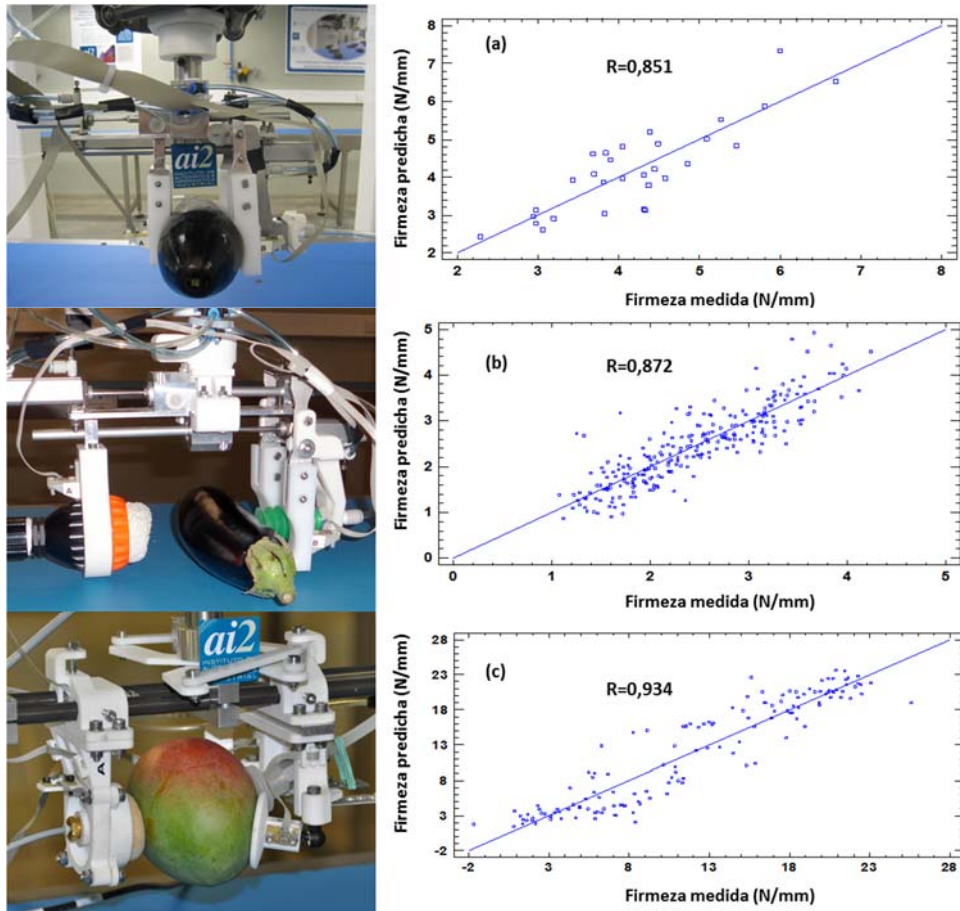 ai2
(a)
R=0,851
Firmeza predicha (N/mm)
8
7
6
5
4
3
2
2 3 4 5 6 7 8
Firmeza medida (N/mm)
A
(b)
R=0,872
Firmeza predicha (N/mm)
5
4
3
2
1
0
0 1 2 3 4 5
Firmeza medida (N/mm)
ai2
A
(c)
R=0,934
Firmeza predicha (N/mm)
28
23
18
13
8
3
-2
-2 3 8 13 18 23 28
Firmeza medida (N/mm)